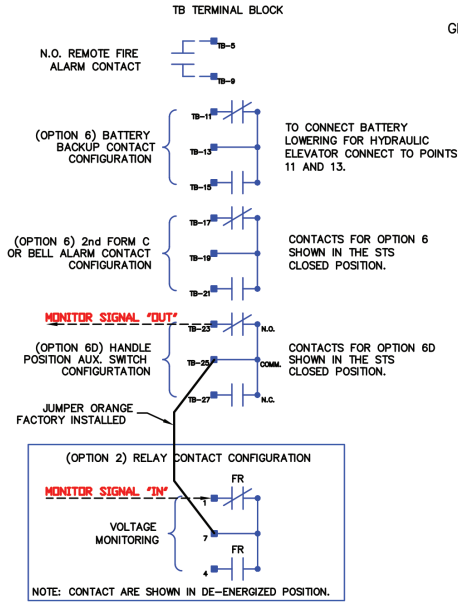 TB TERMINAL BLOCK
N.O. REMOTE FIRE
ALARM CONTACT
TB-5
TB-9
(OPTION 6) BATTERY
BACKUP CONTACT
CONFIGURATION
TB-11
TB-13
TB-15
TO CONNECT BATTERY
LOWERING FOR HYDRAULIC
ELEVATOR CONNECT TO POINTS
11 AND 13.
(OPTION 6) 2nd FORM C
OR BELL ALARM CONTACT
CONFIGURATION
TB-17
TB-19
TB-21
CONTACTS FOR OPTION 6
SHOWN IN THE STS
CLOSED POSITION.
MONITOR SIGNAL "OUT"
(OPTION 6D) HANDLE
POSITION AUX. SWITCH
CONFIGURTATION
TB-23
N.O.
TB-25
COMM.
TB-27
N.C.
CONTACTS FOR OPTION 6D
SHOWN IN THE STS
CLOSED POSITION.
JUMPER ORANGE
FACTORY INSTALLED
(OPTION 2) RELAY CONTACT CONFIGURATION
MONITOR SIGNAL "IN"
FR
1
VOLTAGE
MONITORING
7
FR
4
NOTE: CONTACT ARE SHOWN IN DE-ENERGIZED POSITION.